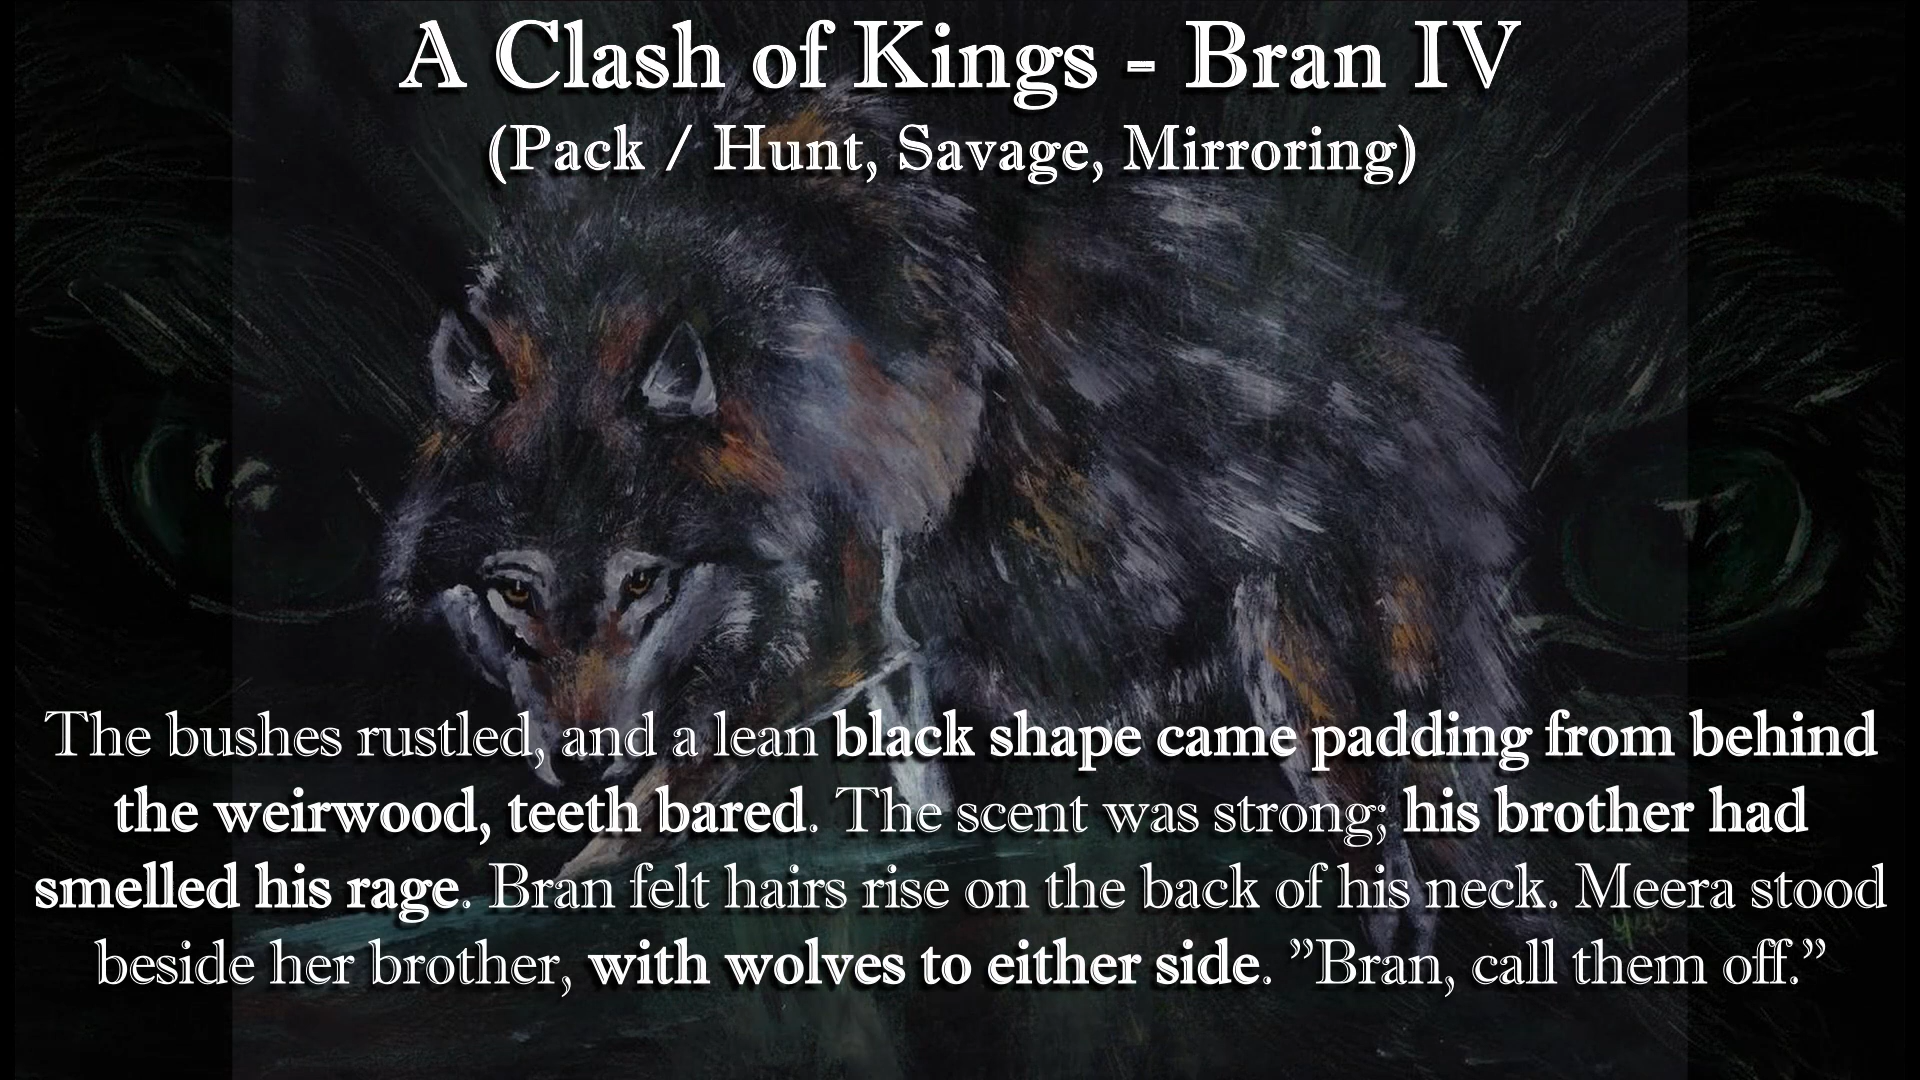 A Clash of Kings - Bran IV
(Pack / Hunt, Savage, Mirroring)
The bushes rustled, and a lean black shape came padding from behind
the weirwood, teeth bared. The scent was strong; his brother had
smelled his rage. Bran felt hairs rise on the back of his neck. Meera stood
beside her brother, with wolves to either side. ”Bran, call them off.”